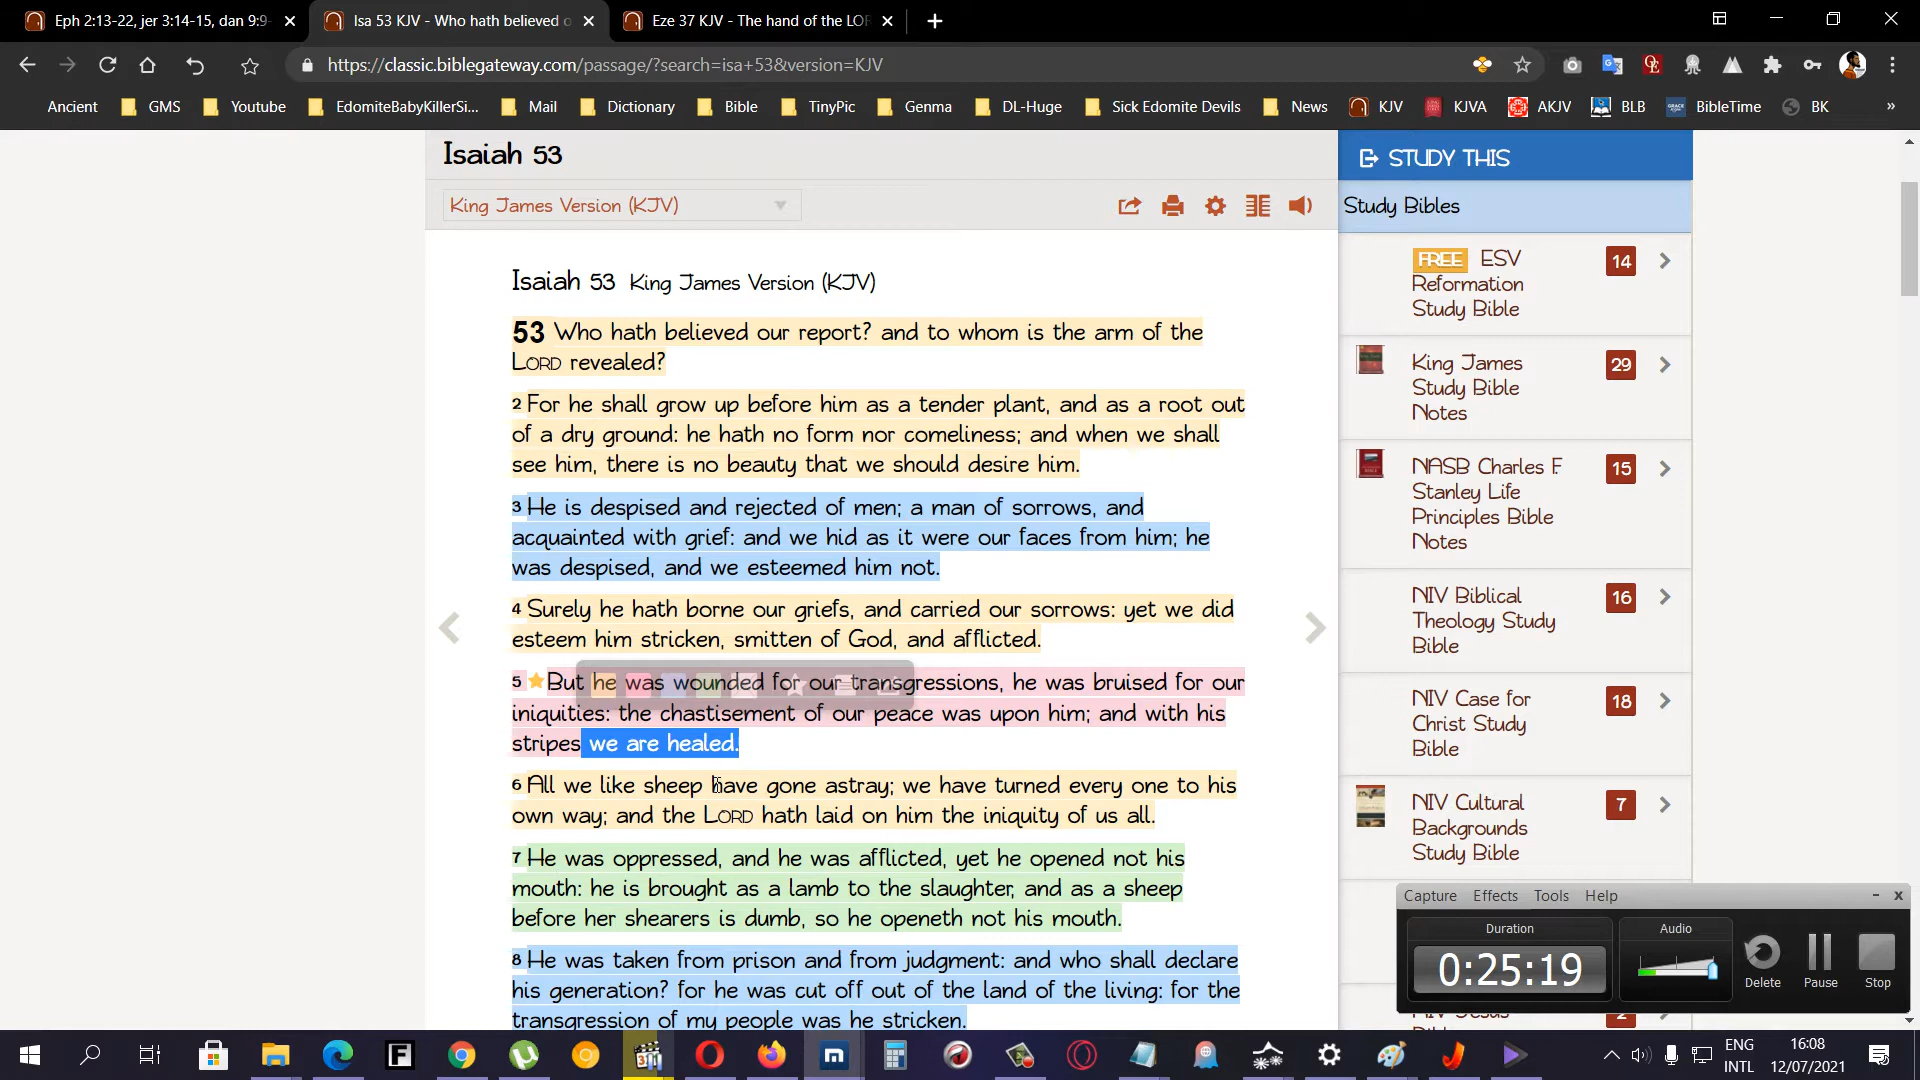 Eph 2:13-22, jer 3:14-15, dan 9:9-
Isa 53 KJV - Who hath believed o
Eze 37 KJV - The hand of the LOR
https://classic.biblegateway.com/passage/?search=isa+53&version=KJV
Ancient
GMS
Youtube
EdomiteBabyKillerSi...
Mail
Dictionary
Bible
TinyPic
Genma
DL-Huge
Sick Edomite Devils
News
KJV
KJVA
AKJV
BLB
BibleTime
BK
»
Isaiah 53
King James Version (KJV)
Isaiah 53 King James Version (KJV)
53 Who hath believed our report? and to whom is the arm of the
LORD revealed?
2 For he shall grow up before him as a tender plant, and as a root out
of a dry ground: he hath no form nor comeliness; and when we shall
see him, there is no beauty that we should desire him.
3 He is despised and rejected of men; a man of sorrows, and
acquainted with grief: and we hid as it were our faces from him; he
was despised, and we esteemed him not.
4 Surely he hath borne our griefs, and carried our sorrows: yet we did
esteem him stricken, smitten of God, and afflicted.
5 But he was wounded for our transgressions, he was bruised for our
iniquities: the chastisement of our peace was upon him; and with his
stripes we are healed.
6 All we like sheep have gone astray; we have turned every one to his
own way; and the LORD hath laid on him the iniquity of us all.
7 He was oppressed, and he was afflicted, yet he opened not his
mouth: he is brought as a lamb to the slaughter, and as a sheep
before her shearers is dumb, so he openeth not his mouth.
8 He was taken from prison and from judgment: and who shall declare
his generation? for he was cut off out of the land of the living: for the
transgression of my people was he stricken.
STUDY THIS
Study Bibles
FREE ESV
Reformation
Study Bible
14
King James
Study Bible
Notes
29
NASB Charles F.
Stanley Life
Principles Bible
Notes
15
NIV Biblical
Theology Study
Bible
16
NIV Case for
Christ Study
Bible
18
NIV Cultural
Backgrounds
Study Bible
7
Capture Effects Tools Help
Duration
0:25:19
Audio
Delete
Pause
Stop
ENG
INTL
16:08
12/07/2021